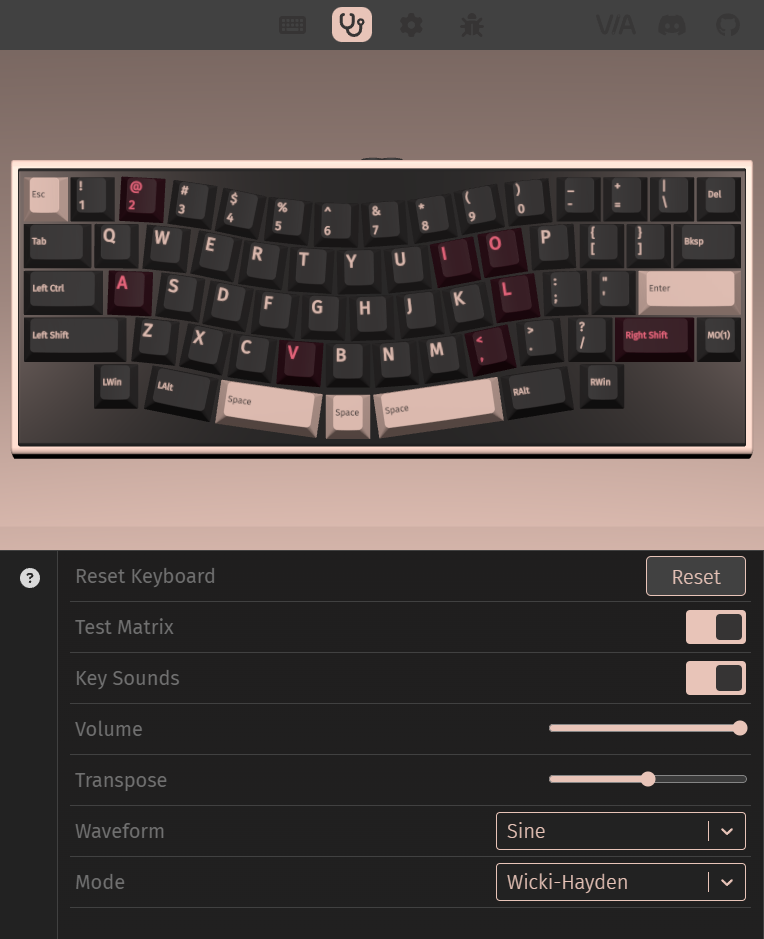 VIA
Esc ! 1 @ 2 # 3 $ 4 % 5 ^ 6 & 7 * 8 ( 9 ) 0 _ - + = | \ Del
Tab Q W E R T Y U I O P { [ } ] Bksp
Left Ctrl A S D F G H J K L : ; " ' Enter
Left Shift Z X C V B N M < , > . ? / Right Shift MO(1)
LWin LAlt Space Space Space RAlt RWin
?
Reset Keyboard Reset
Test Matrix
Key Sounds
Volume
Transpose
Waveform Sine
Mode Wicki-Hayden